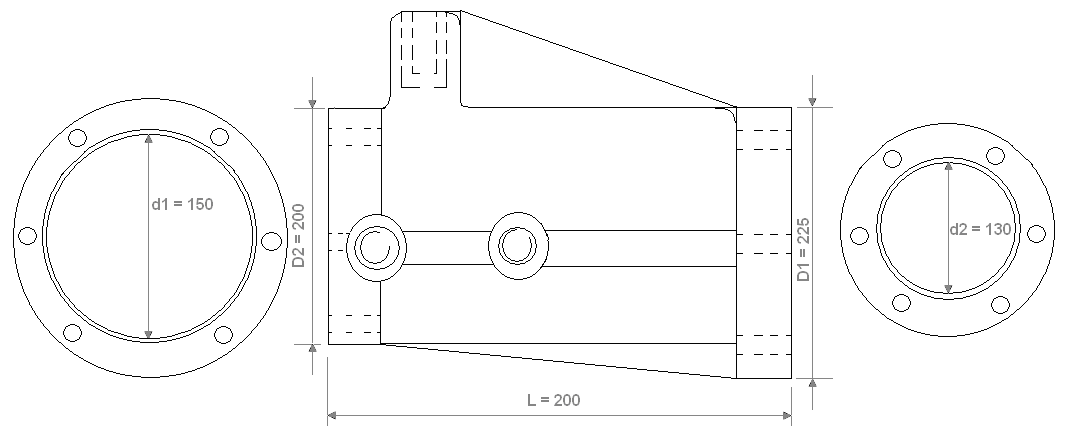 d1 = 150
D2 = 200
D1 = 225
d2 = 130
L = 200